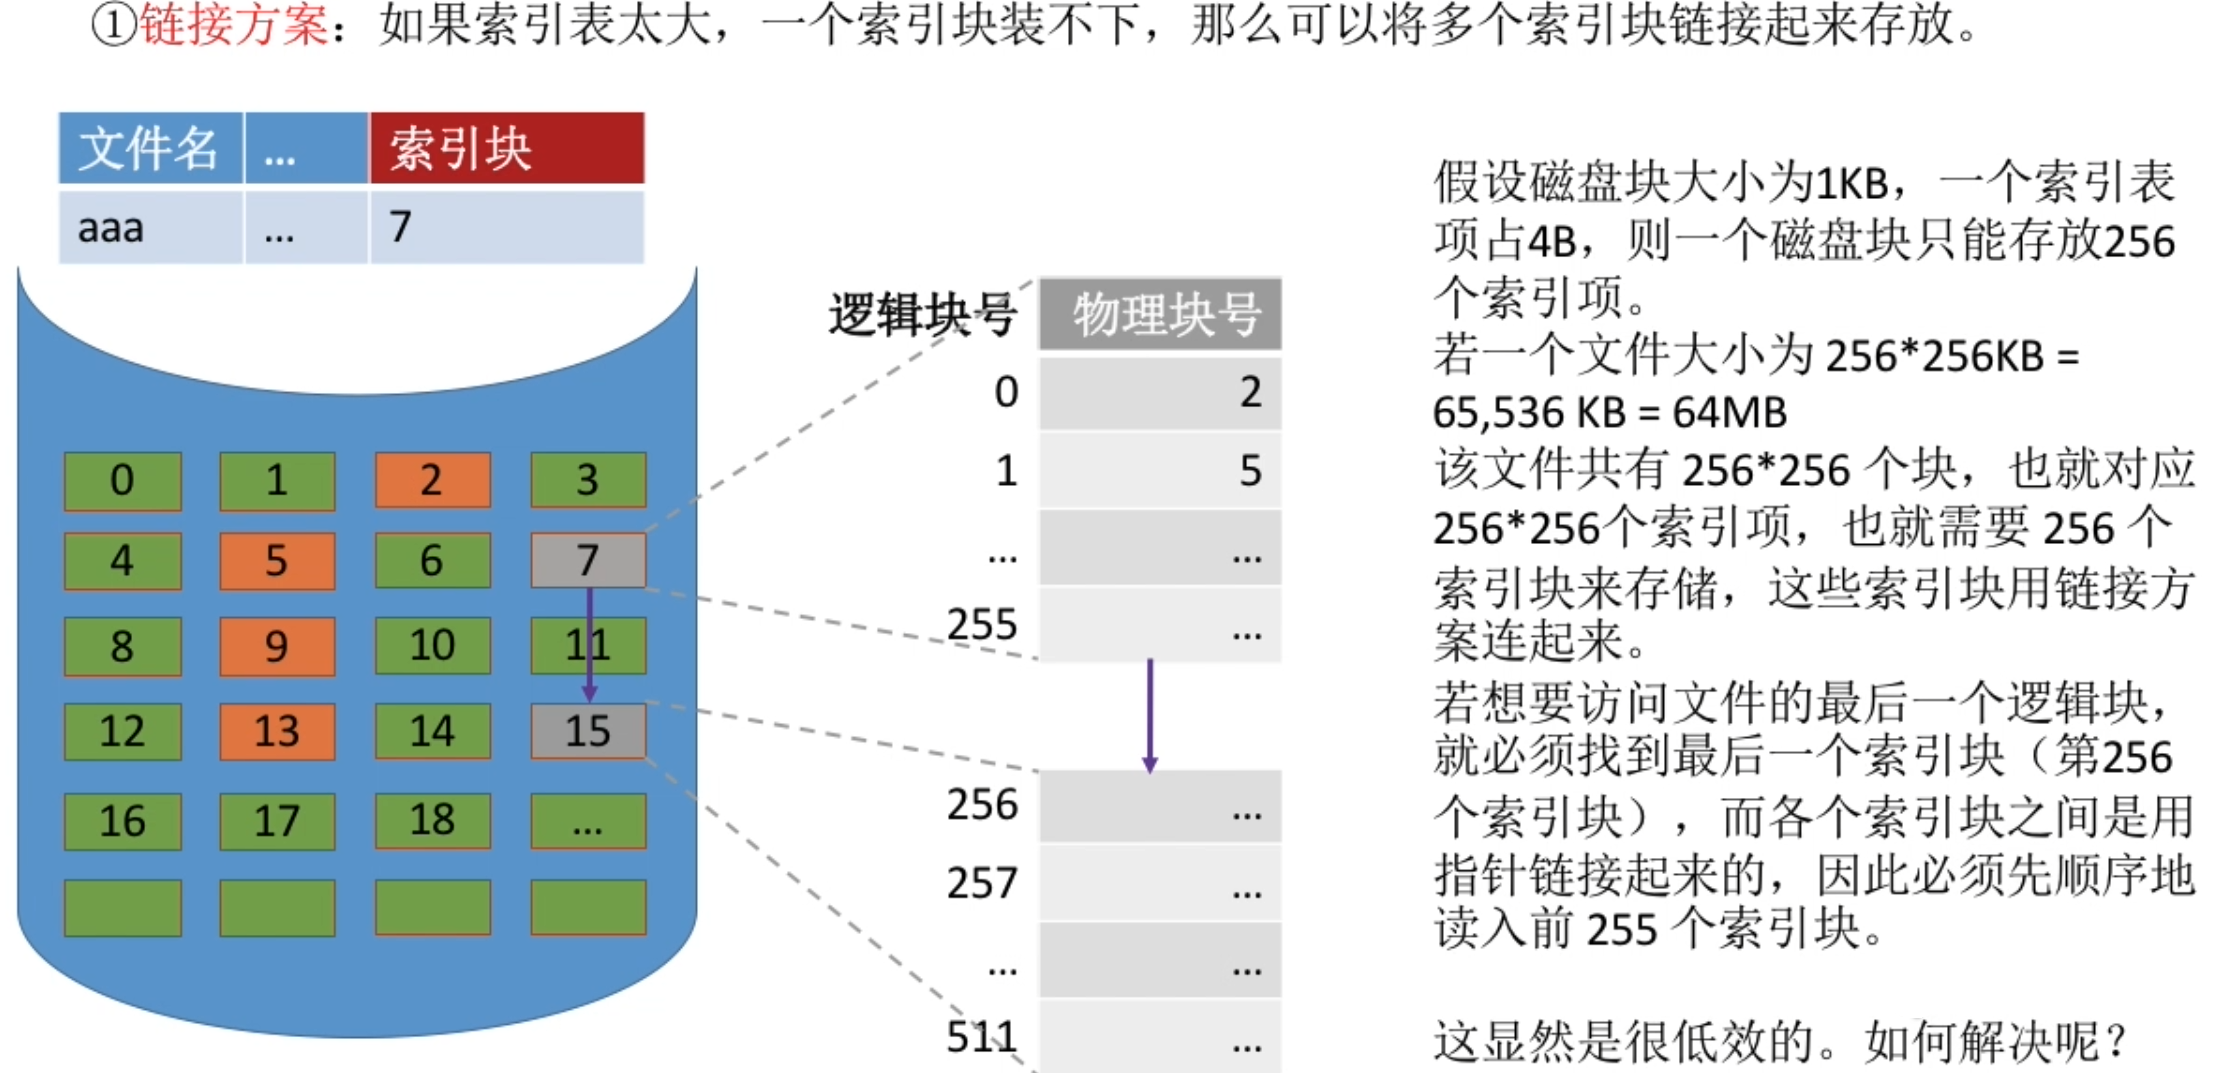 ①链接方案：如果索引表太大，一个索引块装不下，那么可以将多个索引块链接起来存放。
文件名 … 索引块
aaa … 7
0 1 2 3
4 5 6 7
8 9 10 11
12 13 14 15
16 17 18 …
逻辑块号 物理块号
0 2
1 5
… …
255 …
256 …
257 …
… …
511 …
假设磁盘块大小为1KB，一个索引表
项占4B，则一个磁盘块只能存放256
个索引项。
若一个文件大小为 256*256KB =
65,536 KB = 64MB
该文件共有 256*256 个块，也就对应
256*256个索引项，也就需要 256 个
索引块来存储，这些索引块用链接方
案连起来。
若想要访问文件的最后一个逻辑块，
就必须找到最后一个索引块（第256
个索引块），而各个索引块之间是用
指针链接起来的，因此必须先顺序地
读入前 255 个索引块。
这显然是很低效的。如何解决呢？